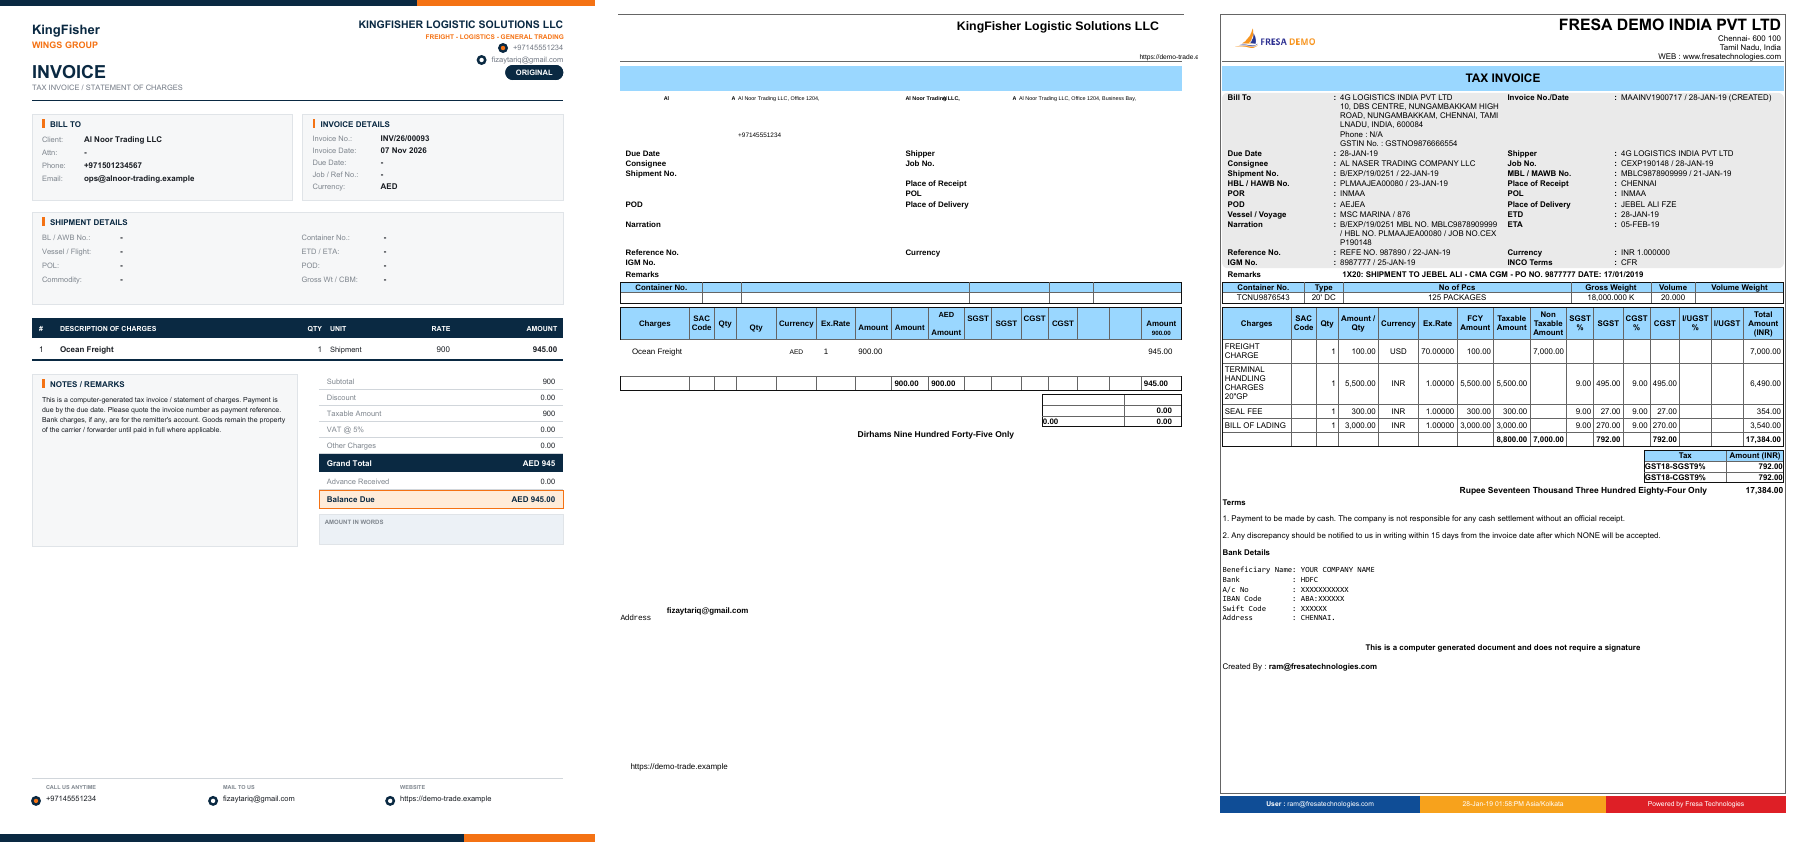 KingFisher
WINGS GROUP
INVOICE
TAX INVOICE / STATEMENT OF CHARGES
KINGFISHER LOGISTIC SOLUTIONS LLC
FREIGHT - LOGISTICS - GENERAL TRADING
+97145551234
fizaytariq@gmail.com
ORIGINAL
BILL TO
Client: Al Noor Trading LLC
Attn: -
Phone: +971501234567
Email: ops@alnoor-trading.example
INVOICE DETAILS
Invoice No.: INV/26/00093
Invoice Date: 07 Nov 2026
Due Date: -
Job / Ref No.: -
Currency: AED
SHIPMENT DETAILS
BL / AWB No.: - Container No.: -
Vessel / Flight: - ETD / ETA: -
POL: - POD: -
Commodity: - Gross Wt / CBM: -
# DESCRIPTION OF CHARGES QTY UNIT RATE AMOUNT
1 Ocean Freight 1 Shipment 900 945.00
NOTES / REMARKS
This is a computer-generated tax invoice / statement of charges. Payment is
due by the due date. Please quote the invoice number as payment reference.
Bank charges, if any, are for the remitter's account. Goods remain the property
of the carrier / forwarder until paid in full where applicable.
Subtotal 900
Discount 0.00
Taxable Amount 900
VAT @ 5% 0.00
Other Charges 0.00
Grand Total AED 945
Advance Received 0.00
Balance Due AED 945.00
AMOUNT IN WORDS
CALL US ANYTIME
+97145551234
MAIL TO US
fizaytariq@gmail.com
WEBSITE
https://demo-trade.example
KingFisher Logistic Solutions LLC
https://demo-trade.e
Al A Al Noor Trading LLC, Office 1204, Al Noor Trading LLC, A Al Noor Trading LLC, Office 1204, Business Bay,
+97145551234
Due Date Shipper
Consignee Job No.
Shipment No.
Place of Receipt
POL
POD Place of Delivery
Narration
Reference No. Currency
IGM No.
Remarks
Container No.
Charges SAC Code Qty Qty Currency Ex.Rate Amount Amount AED Amount SGST SGST CGST CGST Amount 900.00
Ocean Freight AED 1 900.00 945.00
900.00 900.00 945.00
0.00
0.00 0.00
Dirhams Nine Hundred Forty-Five Only
fizaytariq@gmail.com
Address
https://demo-trade.example
FRESA DEMO
FRESA DEMO INDIA PVT LTD
Chennai- 600 100
Tamil Nadu, India
WEB : www.fresatechnologies.com
TAX INVOICE
Bill To : 4G LOGISTICS INDIA PVT LTD Invoice No./Date : MAAINV1900717 / 28-JAN-19 (CREATED)
10, DBS CENTRE, NUNGAMBAKKAM HIGH
ROAD, NUNGAMBAKKAM, CHENNAI, TAMI
LNADU, INDIA, 600084
Phone : N/A
GSTIN No. : GSTNO9876666554
Due Date : 28-JAN-19 Shipper : 4G LOGISTICS INDIA PVT LTD
Consignee : AL NASER TRADING COMPANY LLC Job No. : CEXP190148 / 28-JAN-19
Shipment No. : B/EXP/19/0251 / 22-JAN-19 MBL / MAWB No. : MBLC9878909999 / 21-JAN-19
HBL / HAWB No. : PLMAAJEA00080 / 23-JAN-19 Place of Receipt : CHENNAI
POR : INMAA POL : INMAA
POD : AEJEA Place of Delivery : JEBEL ALI FZE
Vessel / Voyage : MSC MARINA / 876 ETD : 28-JAN-19
Narration : B/EXP/19/0251 MBL NO. MBLC9878909999 ETA : 05-FEB-19
/ HBL NO. PLMAAJEA00080 / JOB NO.CEX
P190148
Reference No. : REFE NO. 987890 / 22-JAN-19 Currency : INR 1.000000
IGM No. : 8987777 / 25-JAN-19 INCO Terms : CFR
Remarks 1X20: SHIPMENT TO JEBEL ALI - CMA CGM - PO NO. 9877777 DATE: 17/01/2019
Container No. Type No of Pcs Gross Weight Volume Volume Weight
TCNU9876543 20' DC 125 PACKAGES 18,000.000 K 20.000
Charges SAC Code Qty Amount / Qty Currency Ex.Rate FCY Amount Taxable Amount Non Taxable Amount SGST % SGST CGST % CGST I/UGST % I/UGST Total Amount (INR)
FREIGHT CHARGE 1 100.00 USD 70.00000 100.00 7,000.00 7,000.00
TERMINAL HANDLING CHARGES 20"GP 1 5,500.00 INR 1.00000 5,500.00 5,500.00 9.00 495.00 9.00 495.00 6,490.00
SEAL FEE 1 300.00 INR 1.00000 300.00 300.00 9.00 27.00 9.00 27.00 354.00
BILL OF LADING 1 3,000.00 INR 1.00000 3,000.00 3,000.00 9.00 270.00 9.00 270.00 3,540.00
8,800.00 7,000.00 792.00 792.00 17,384.00
Tax Amount (INR)
GST18-SGST9% 792.00
GST18-CGST9% 792.00
Rupee Seventeen Thousand Three Hundred Eighty-Four Only 17,384.00
Terms
1. Payment to be made by cash. The company is not responsible for any cash settlement without an official receipt.
2. Any discrepancy should be notified to us in writing within 15 days from the invoice date after which NONE will be accepted.
Bank Details
Beneficiary Name: YOUR COMPANY NAME
Bank : HDFC
A/c No : XXXXXXXXXXX
IBAN Code : ABA:XXXXXX
Swift Code : XXXXXX
Address : CHENNAI.
This is a computer generated document and does not require a signature
Created By : ram@fresatechnologies.com
User : ram@fresatechnologies.com
28-Jan-19 01:58:PM Asia/Kolkata
Powered by Fresa Technologies